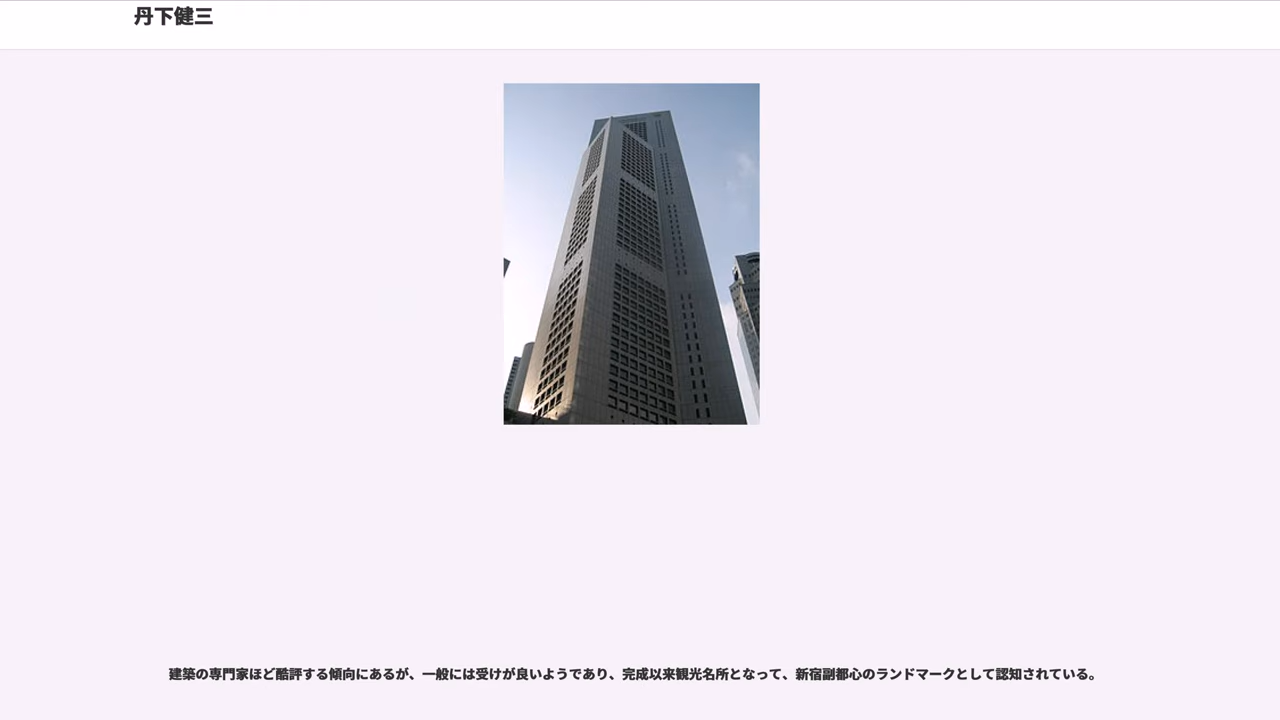 丹下健三
建築の専門家ほど酷評する傾向にあるが、一般には受けが良いようであり、完成以来観光名所となって、新宿副都心のランドマークとして認知されている。